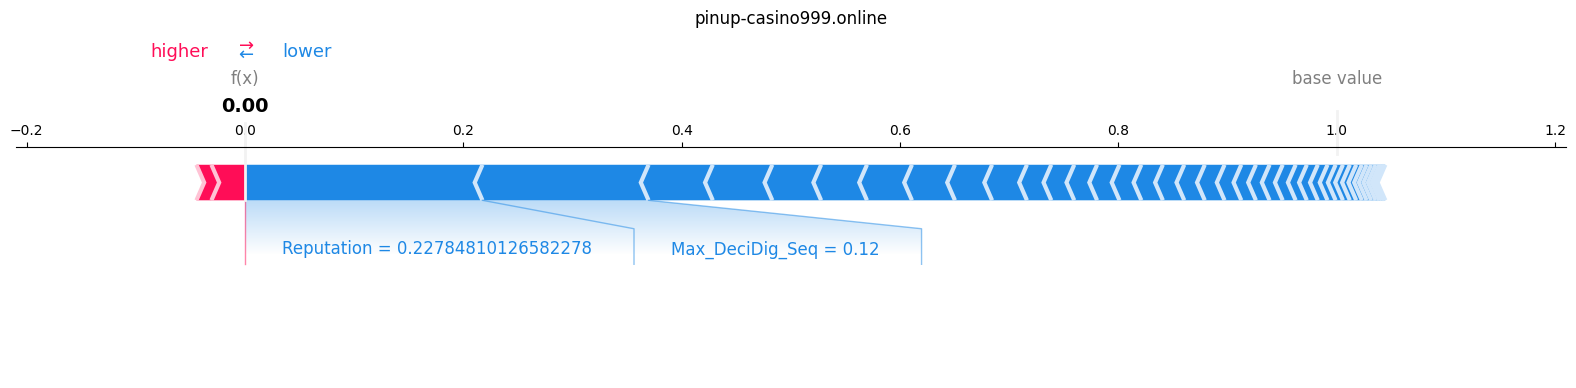 pinup-casino999.online
higher ⇄ lower
f(x) base value
0.00
−0.2 0.0 0.2 0.4 0.6 0.8 1.0 1.2
Reputation = 0.22784810126582278 Max_DeciDig_Seq = 0.12